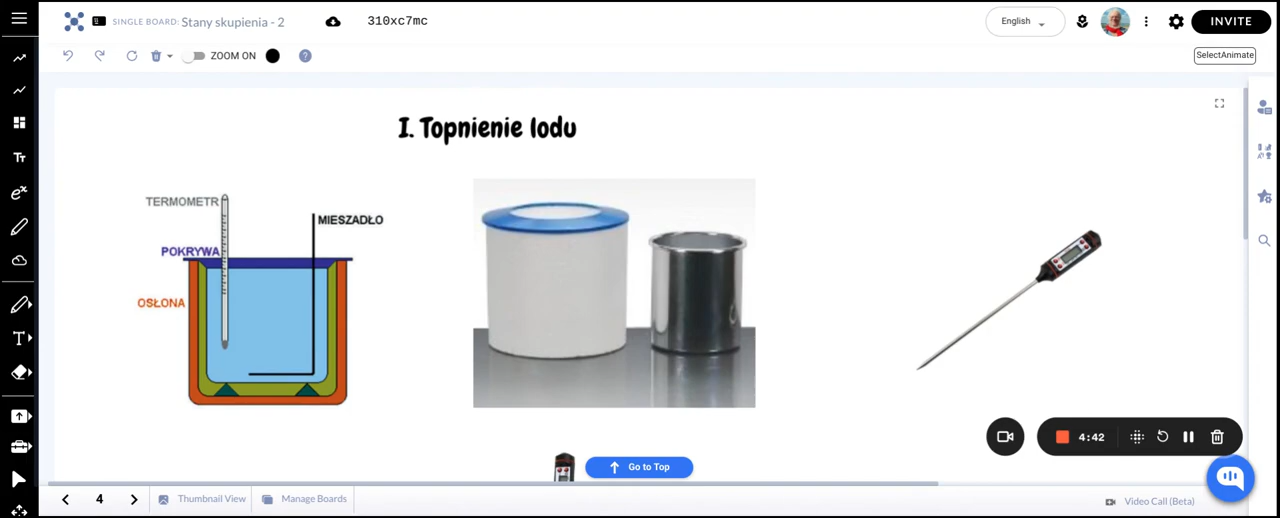 SINGLE BOARD: Stany skupienia - 2
310xc7mc
English
INVITE
ZOOM ON
SelectAnimate
I. Topnienie lodu
TERMOMETR
MIESZADŁO
POKRYWA
OSŁONA
4:42
Go to Top
4
Thumbnail View
Manage Boards
Video Call (Beta)